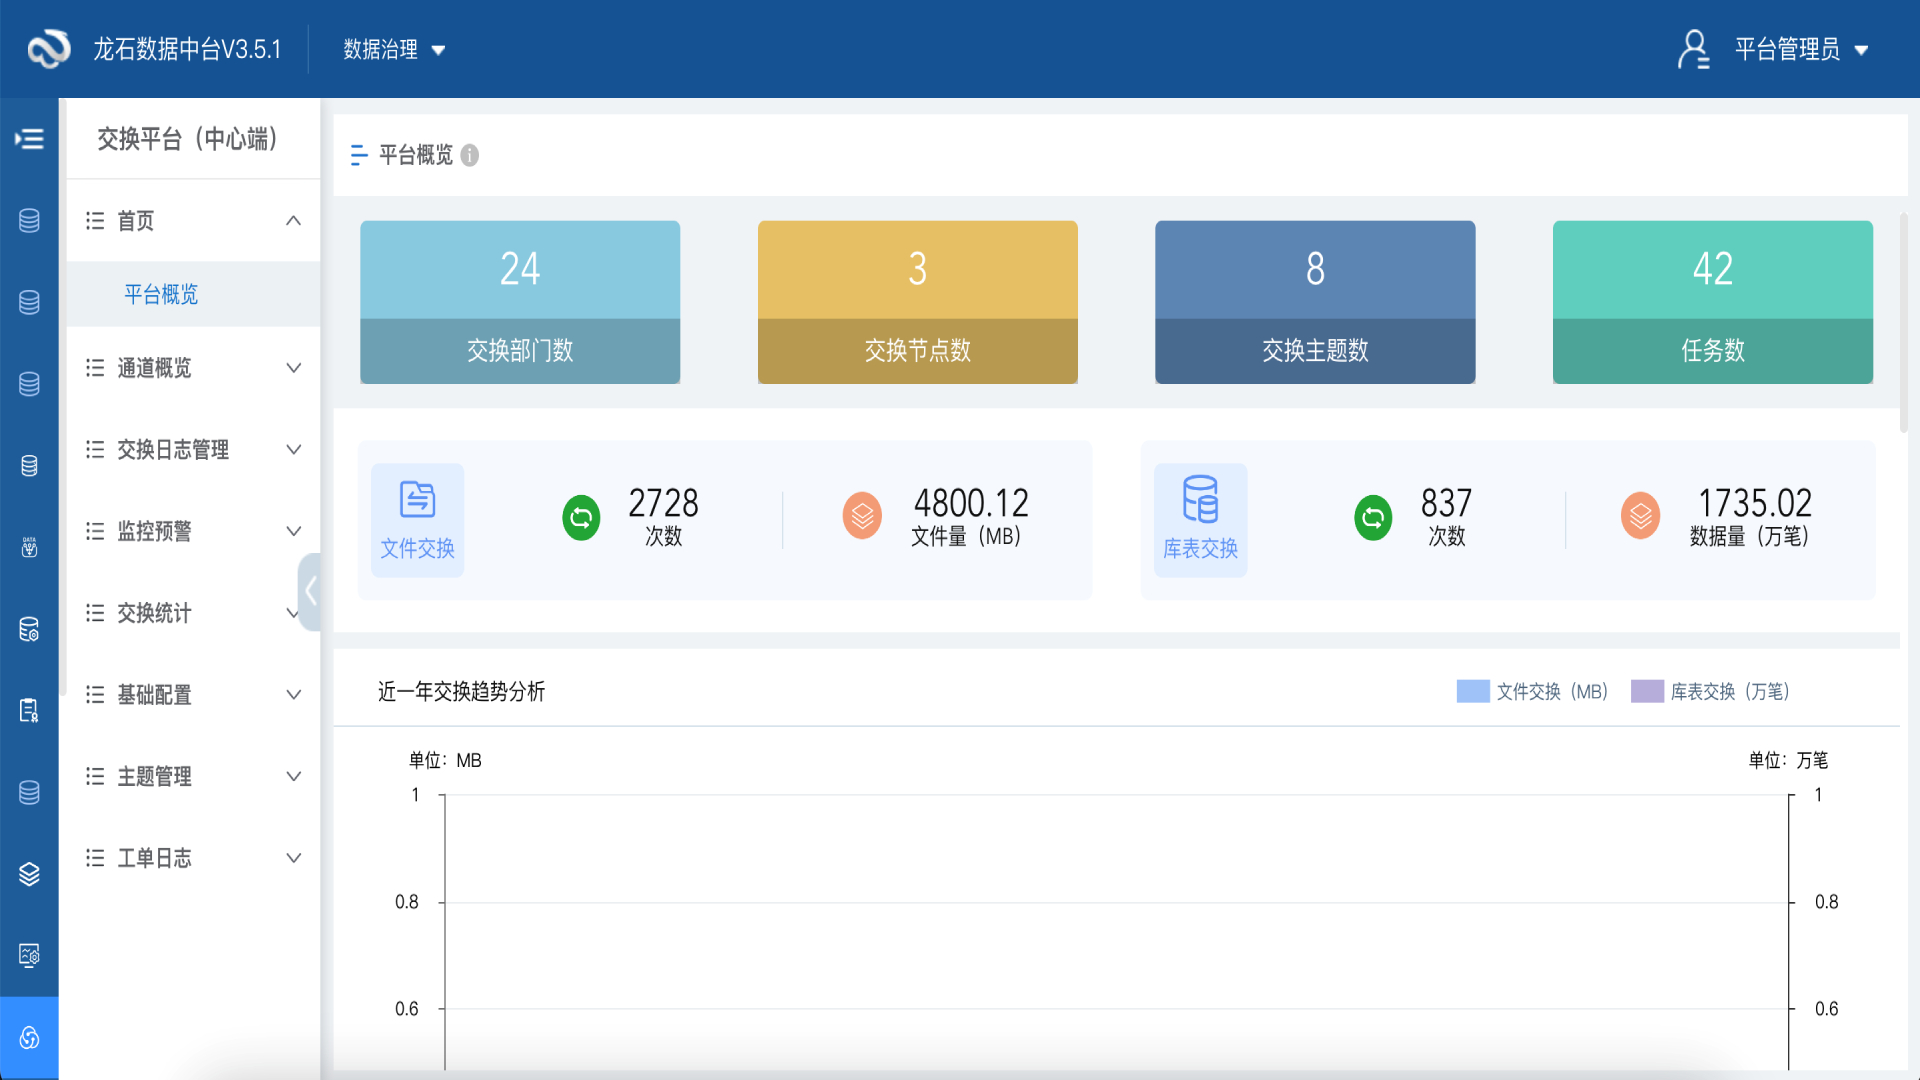 龙石数据中台V3.5.1
数据治理
平台管理员
交换平台（中心端）
首页
平台概览
通道概览
交换日志管理
监控预警
交换统计
基础配置
主题管理
工单日志
平台概览
24
交换部门数
3
交换节点数
8
交换主题数
42
任务数
文件交换
2728
次数
4800.12
文件量（MB）
库表交换
837
次数
1735.02
数据量（万笔）
近一年交换趋势分析
文件交换（MB）
库表交换（万笔）
单位：MB
单位：万笔
1
1
0.8
0.8
0.6
0.6
DATA